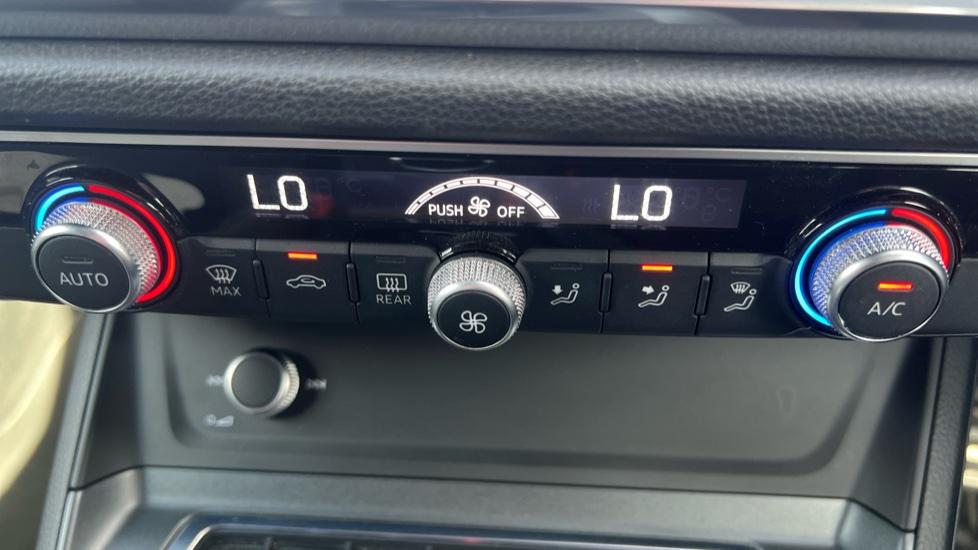 LO
PUSH OFF
LO
AUTO
MAX
REAR
A/C